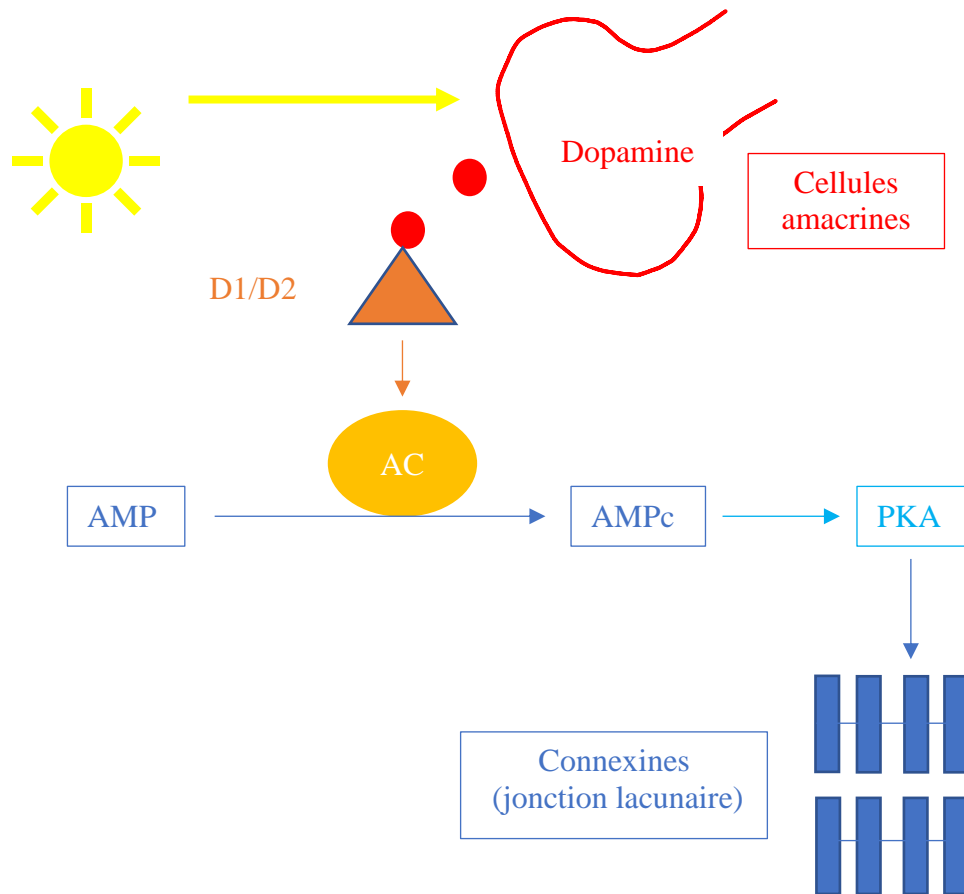 Dopamine
Cellules
amacrines
D1/D2
AC
AMP
AMPc
PKA
Connexines
(jonction lacunaire)